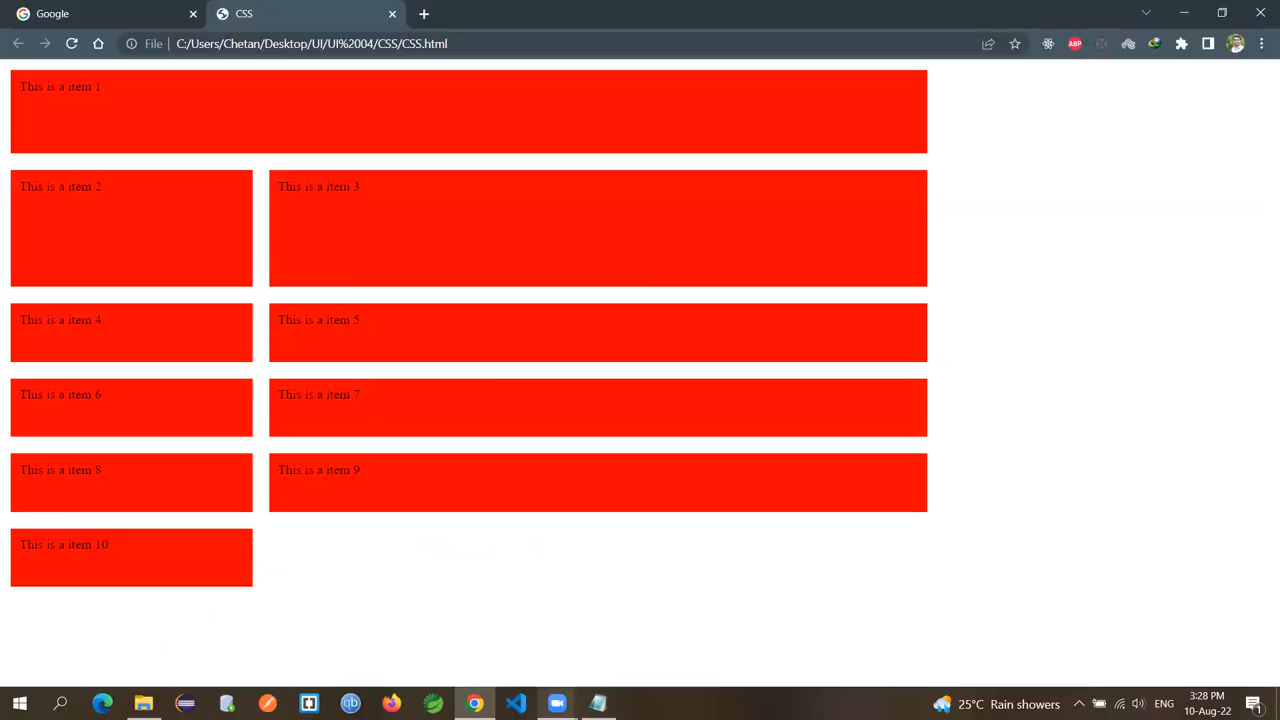 Google
CSS
File
C:/Users/Chetan/Desktop/UI/UI%2004/CSS/CSS.html
ABP
This is a item 1
This is a item 2
This is a item 3
This is a item 4
This is a item 5
This is a item 6
This is a item 7
This is a item 8
This is a item 9
This is a item 10
qb
25°C Rain showers
ENG
3:28 PM
10-Aug-22
1